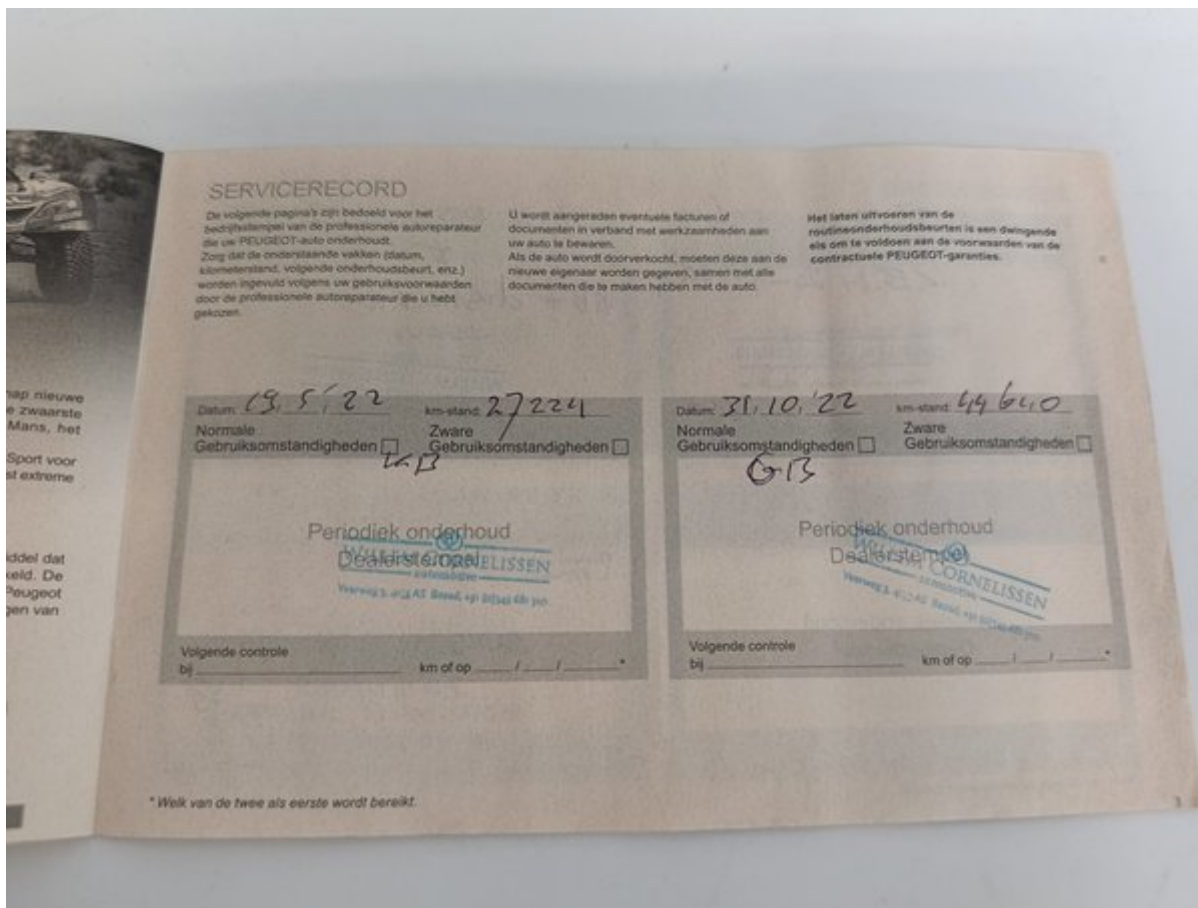 SERVICERECORD
De volgende pagina's zijn bedoeld voor het
bedrijfsstempel van de professionele autoreparateur
die uw PEUGEOT-auto onderhoudt.
Zorg dat de onderstaande vakken (datum,
kilometerstand, volgende onderhoudsbeurt, enz.)
worden ingevuld volgens uw gebruiksvoorwaarden
door de professionele autoreparateur die u hebt
gekozen.
U wordt aangeraden eventuele facturen of
documenten in verband met werkzaamheden aan
uw auto te bewaren.
Als de auto wordt doorverkocht, moeten deze aan de
nieuwe eigenaar worden gegeven, samen met alle
documenten die te maken hebben met de auto.
Het laten uitvoeren van de
routineonderhoudsbeurten is een dwingende
eis om te voldoen aan de voorwaarden van de
contractuele PEUGEOT-garanties.
nieuwe
e zwaarste
Mans, het
Sport voor
st extreme
iddel dat
keld. De
Peugeot
gen van
Datum: 19, 5, '22 km-stand: 27224
Normale Zware
Gebruiksomstandigheden Gebruiksomstandigheden
KB
Periodiek onderhoud
Dealerstempel
CORNELISSEN
Volgende controle
bij km of op / / *
Datum: 31, 10, '22 km-stand: 44640
Normale Zware
Gebruiksomstandigheden Gebruiksomstandigheden
GB
Periodiek onderhoud
Dealerstempel
CORNELISSEN
Volgende controle
bij km of op / / *
* Welk van de twee als eerste wordt bereikt.
3